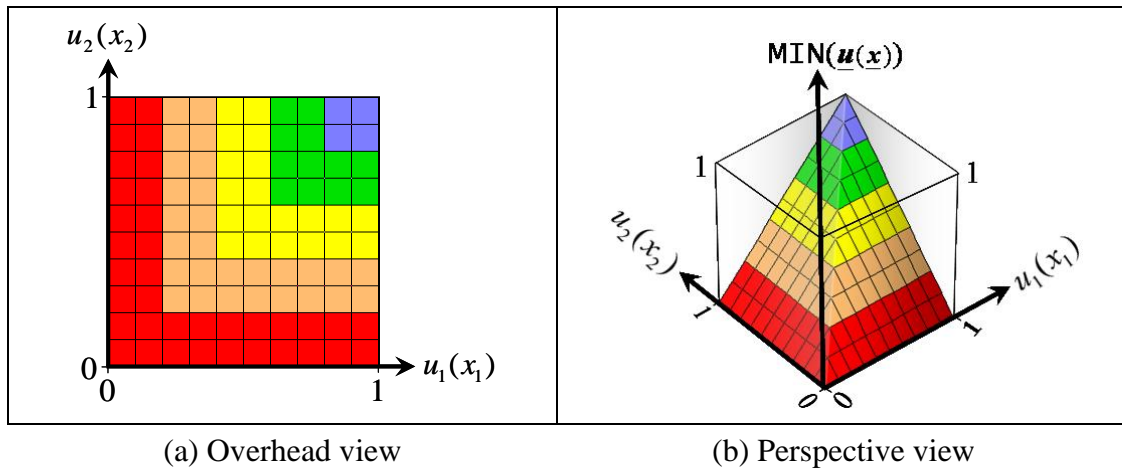 u₂(x₂)
1
0
0
1
u₁(x₁)
MIN(u(x))
1
1
u₂(x₂)
u₁(x₁)
1
1
0
0
(a) Overhead view
(b) Perspective view